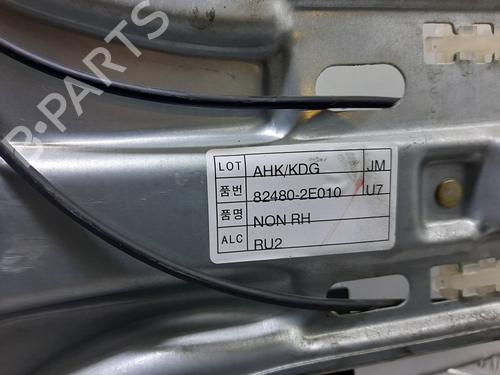 B-PARTS
LOT AHK/KDG JM
품번 82480-2E010 U7
품명 NON RH
ALC RU2